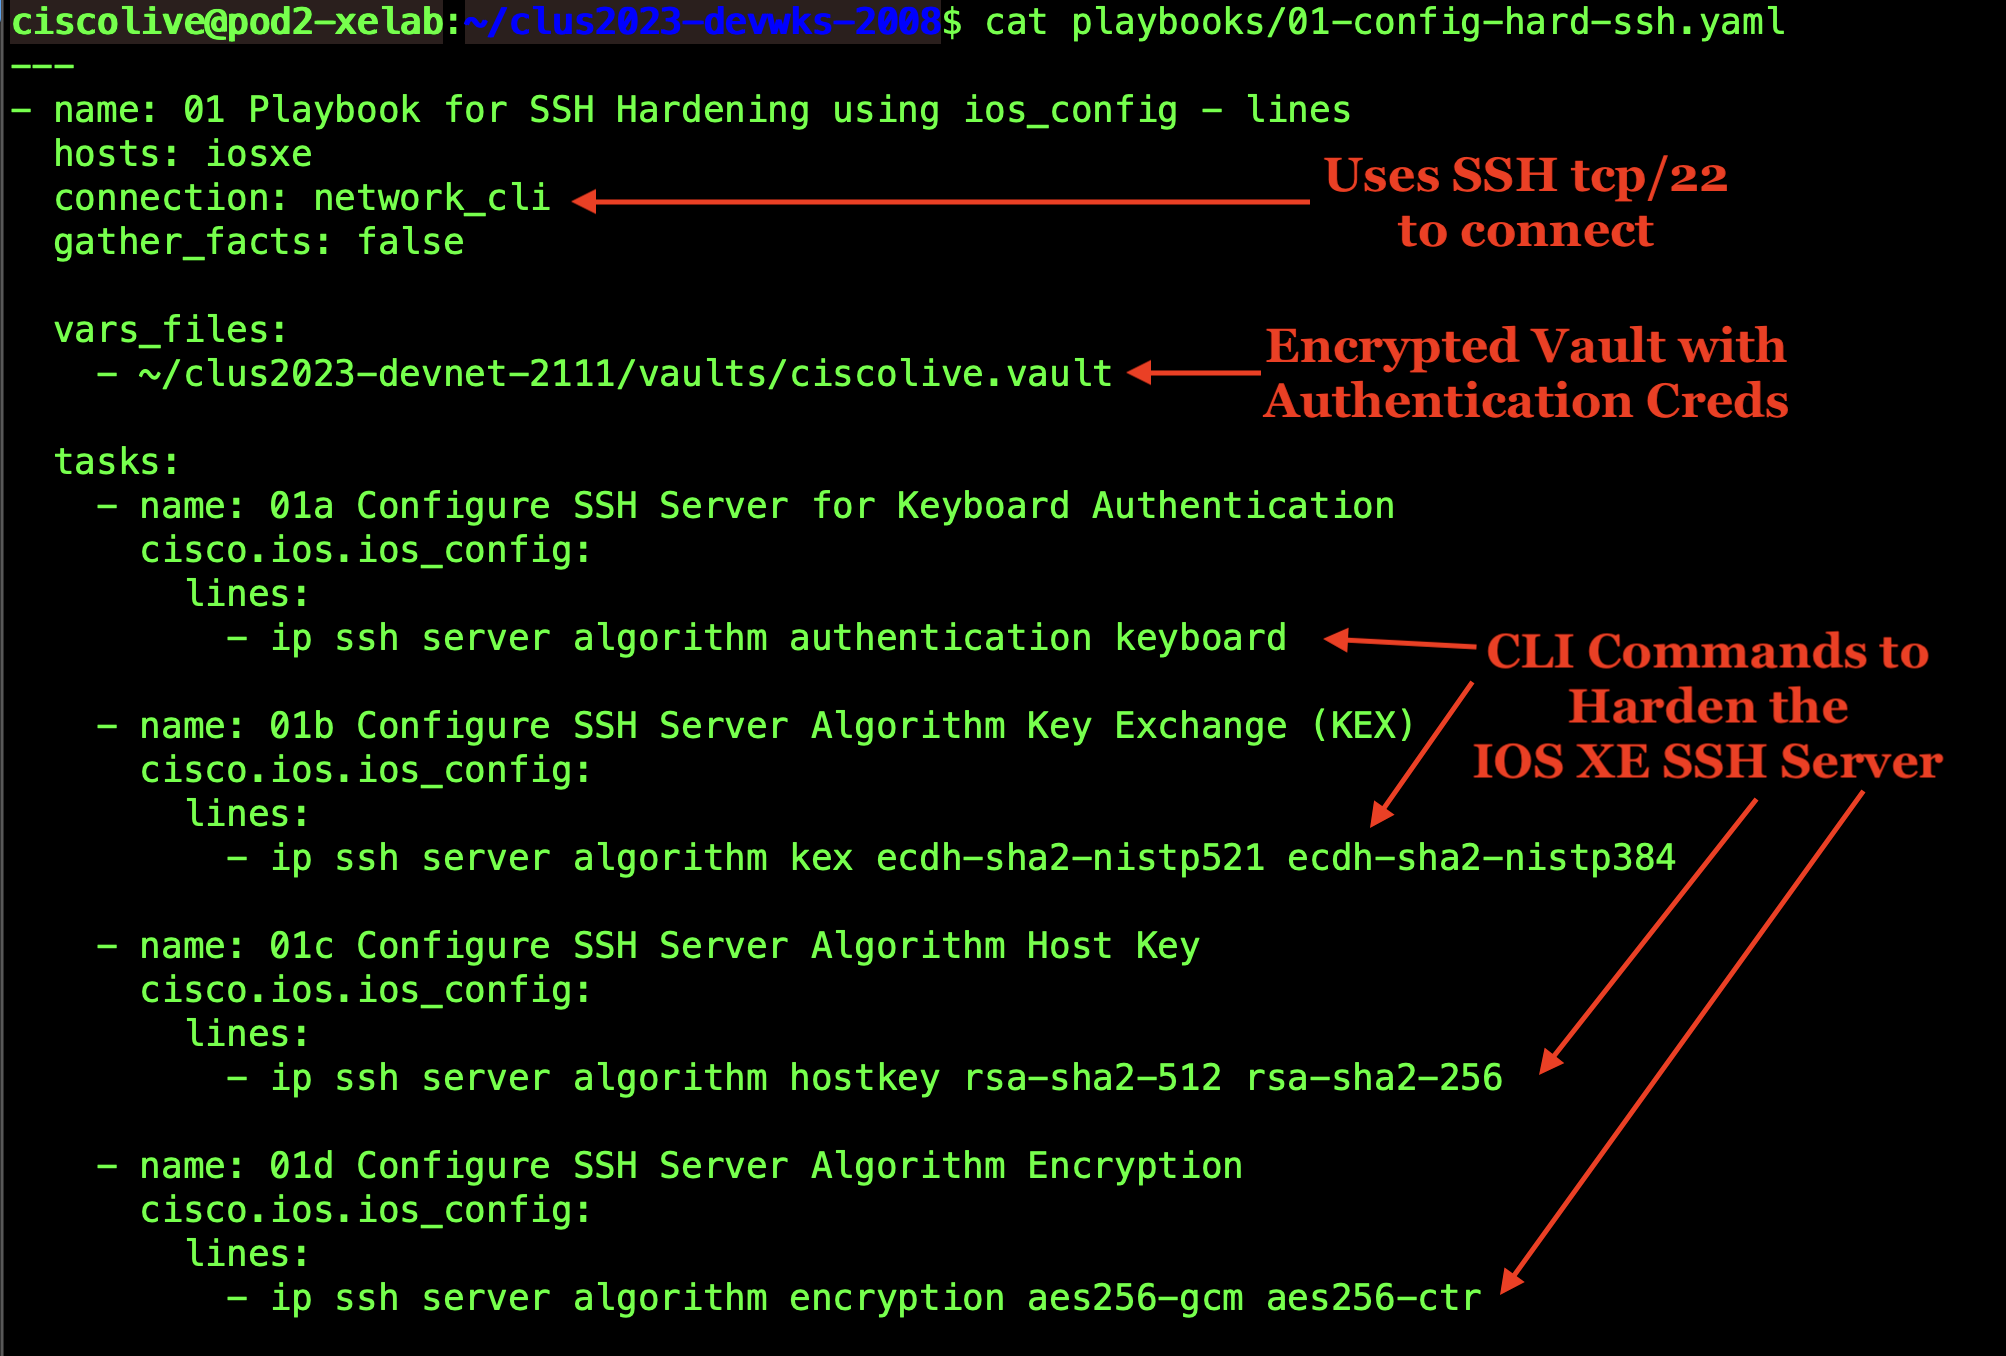 ciscolive@pod2-xelab:~/clus2023-devwks-2008$ cat playbooks/01-config-hard-ssh.yaml
---
- name: 01 Playbook for SSH Hardening using ios_config - lines
  hosts: iosxe
  connection: network_cli
Uses SSH tcp/22
to connect
  gather_facts: false
  vars_files:
    - ~/clus2023-devnet-2111/vaults/ciscolive.vault
Encrypted Vault with
Authentication Creds
  tasks:
    - name: 01a Configure SSH Server for Keyboard Authentication
      cisco.ios.ios_config:
        lines:
          - ip ssh server algorithm authentication keyboard
CLI Commands to
Harden the
IOS XE SSH Server
    - name: 01b Configure SSH Server Algorithm Key Exchange (KEX)
      cisco.ios.ios_config:
        lines:
          - ip ssh server algorithm kex ecdh-sha2-nistp521 ecdh-sha2-nistp384
    - name: 01c Configure SSH Server Algorithm Host Key
      cisco.ios.ios_config:
        lines:
          - ip ssh server algorithm hostkey rsa-sha2-512 rsa-sha2-256
    - name: 01d Configure SSH Server Algorithm Encryption
      cisco.ios.ios_config:
        lines:
          - ip ssh server algorithm encryption aes256-gcm aes256-ctr